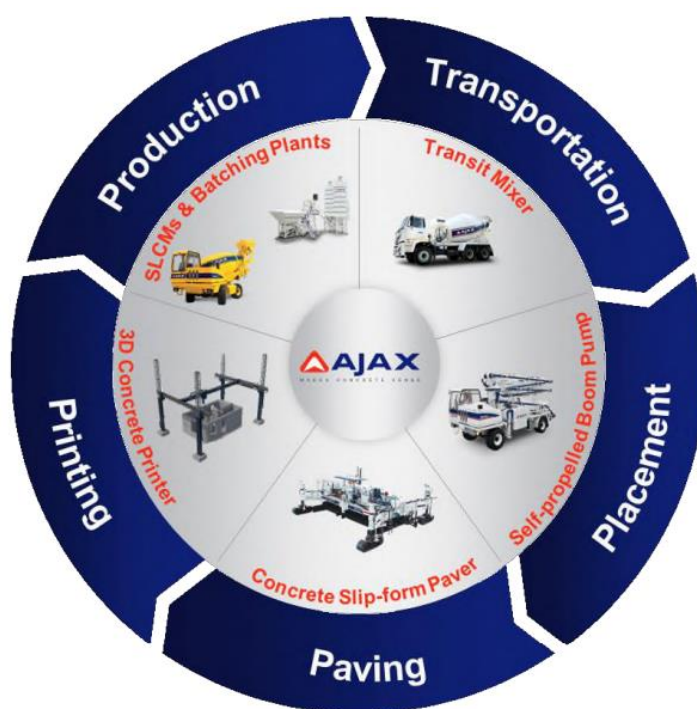 Production
Transportation
Placement
Paving
Printing
SLCMs & Batching Plants
Transit Mixer
Self-propelled Boom Pump
Concrete Slip-form Paver
3D Concrete Printer
AJAX